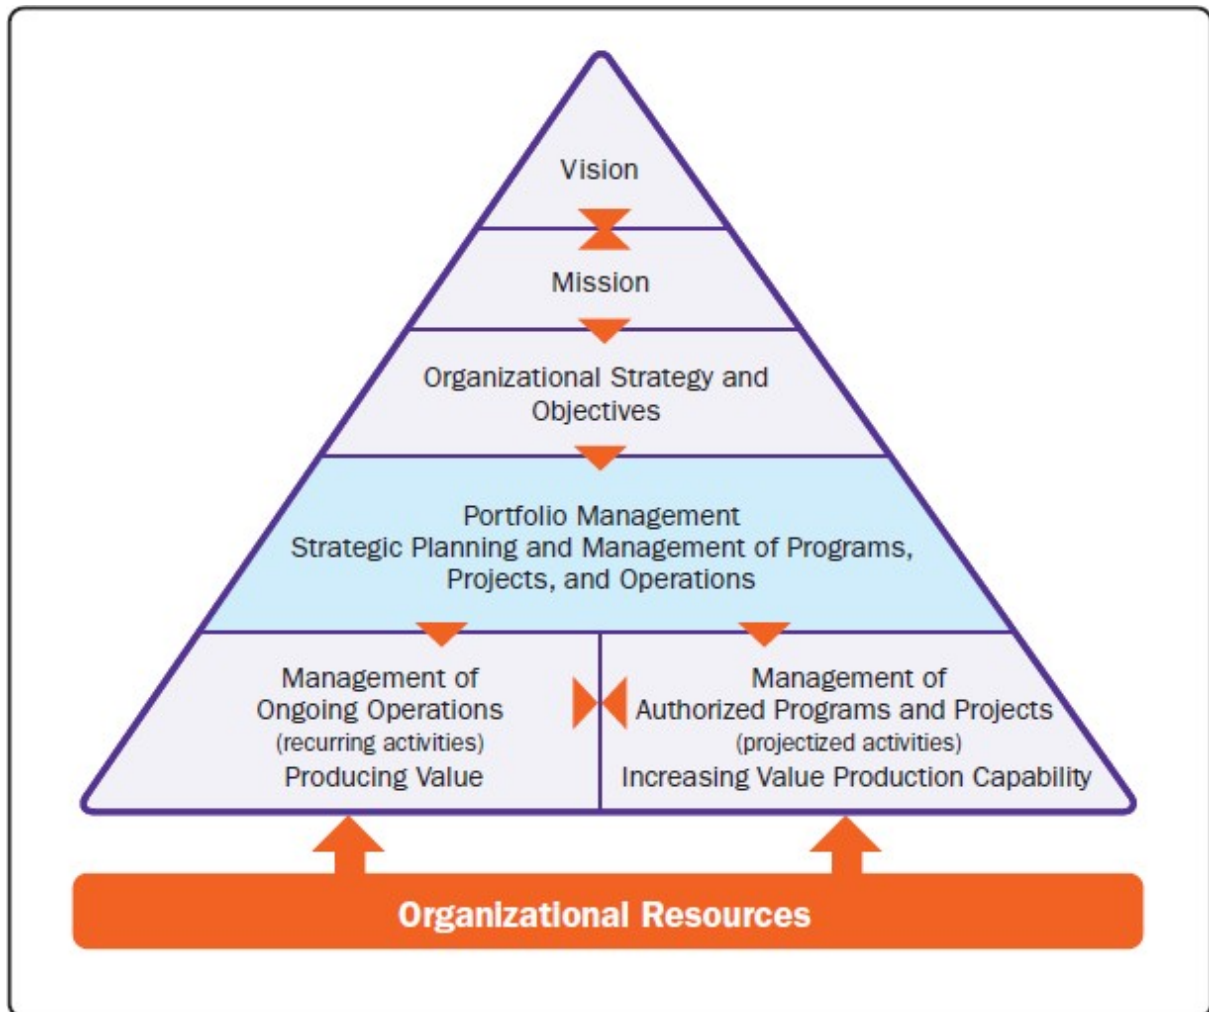 Vision
Mission
Organizational Strategy and
Objectives
Portfolio Management
Strategic Planning and Management of Programs,
Projects, and Operations
Management of
Ongoing Operations
(recurring activities)
Producing Value
Management of
Authorized Programs and Projects
(projectized activities)
Increasing Value Production Capability
Organizational Resources